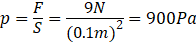 p = F/S = 9N/(0.1m)² = 900Pa